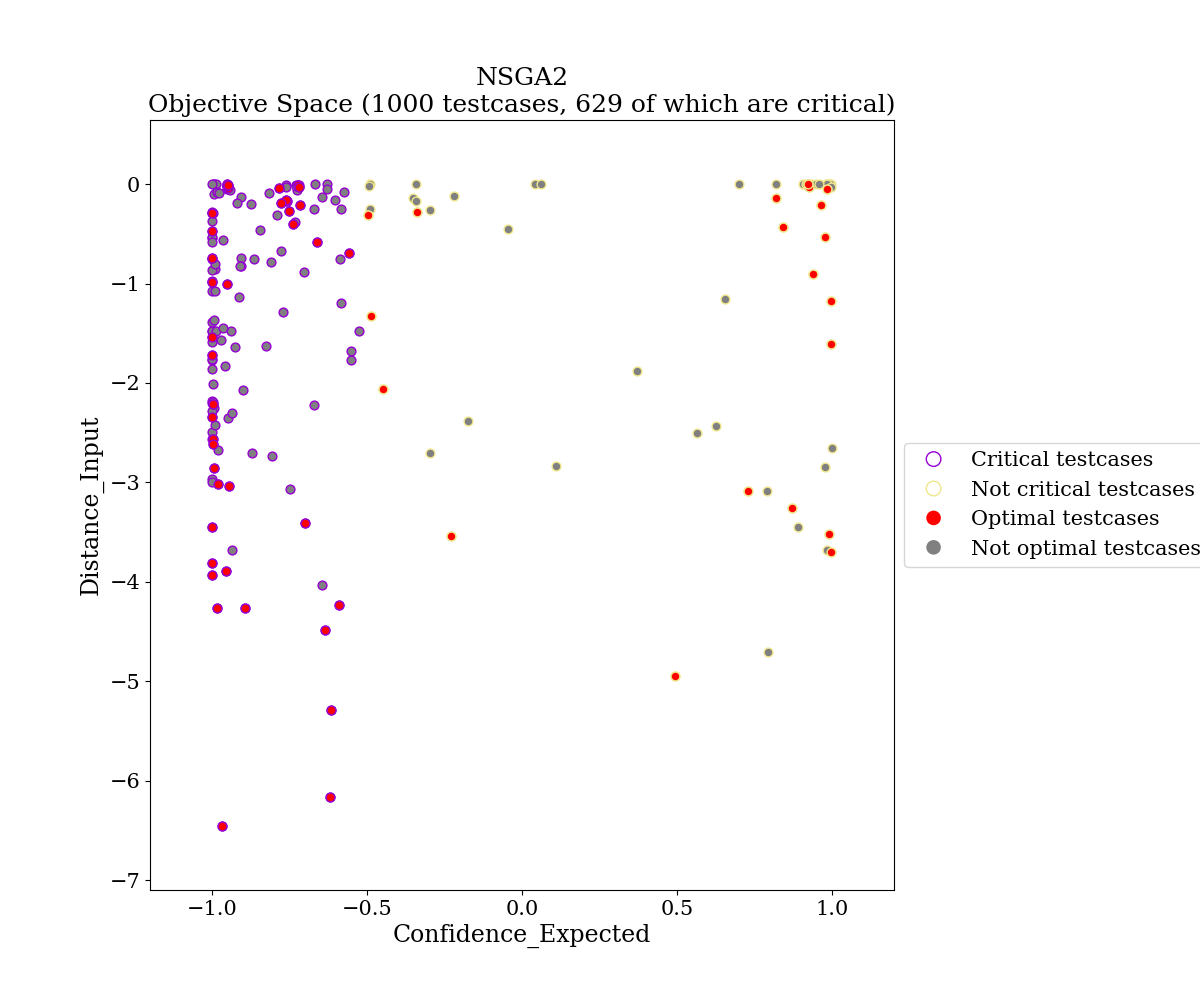 NSGA2
Objective Space (1000 testcases, 629 of which are critical)
0
−1
−2
−3
−4
−5
−6
−7
Distance_Input
−1.0 −0.5 0.0 0.5 1.0
Confidence_Expected
Critical testcases
Not critical testcases
Optimal testcases
Not optimal testcases